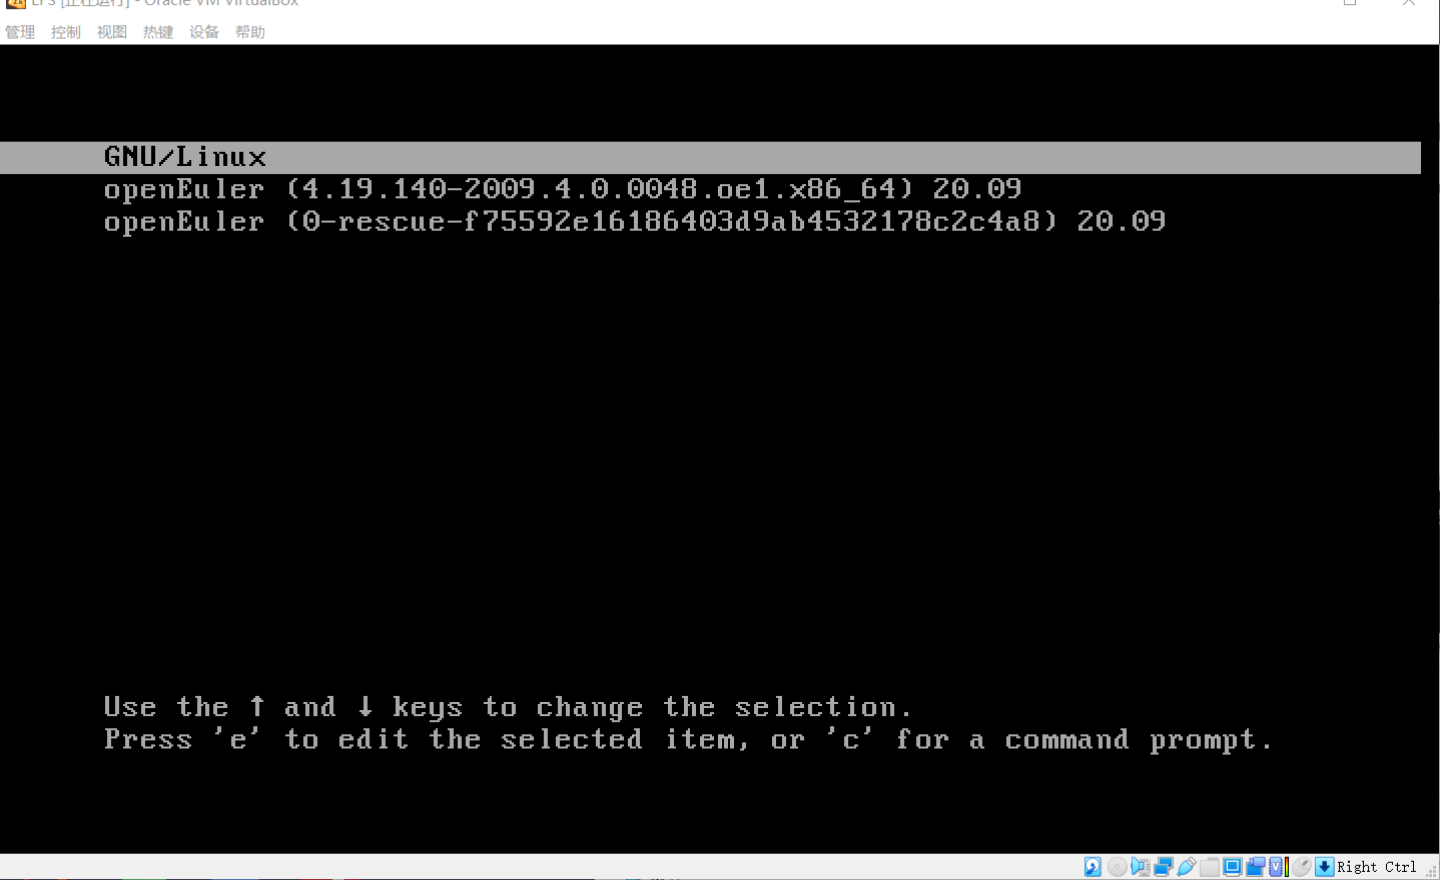 LFS [正在运行] - Oracle VM VirtualBox
管理 控制 视图 热键 设备 帮助
GNU/Linux
openEuler (4.19.140-2009.4.0.0048.oe1.x86_64) 20.09
openEuler (0-rescue-f75592e16186403d9ab4532178c2c4a8) 20.09
Use the ↑ and ↓ keys to change the selection.
Press 'e' to edit the selected item, or 'c' for a command prompt.
Right Ctrl